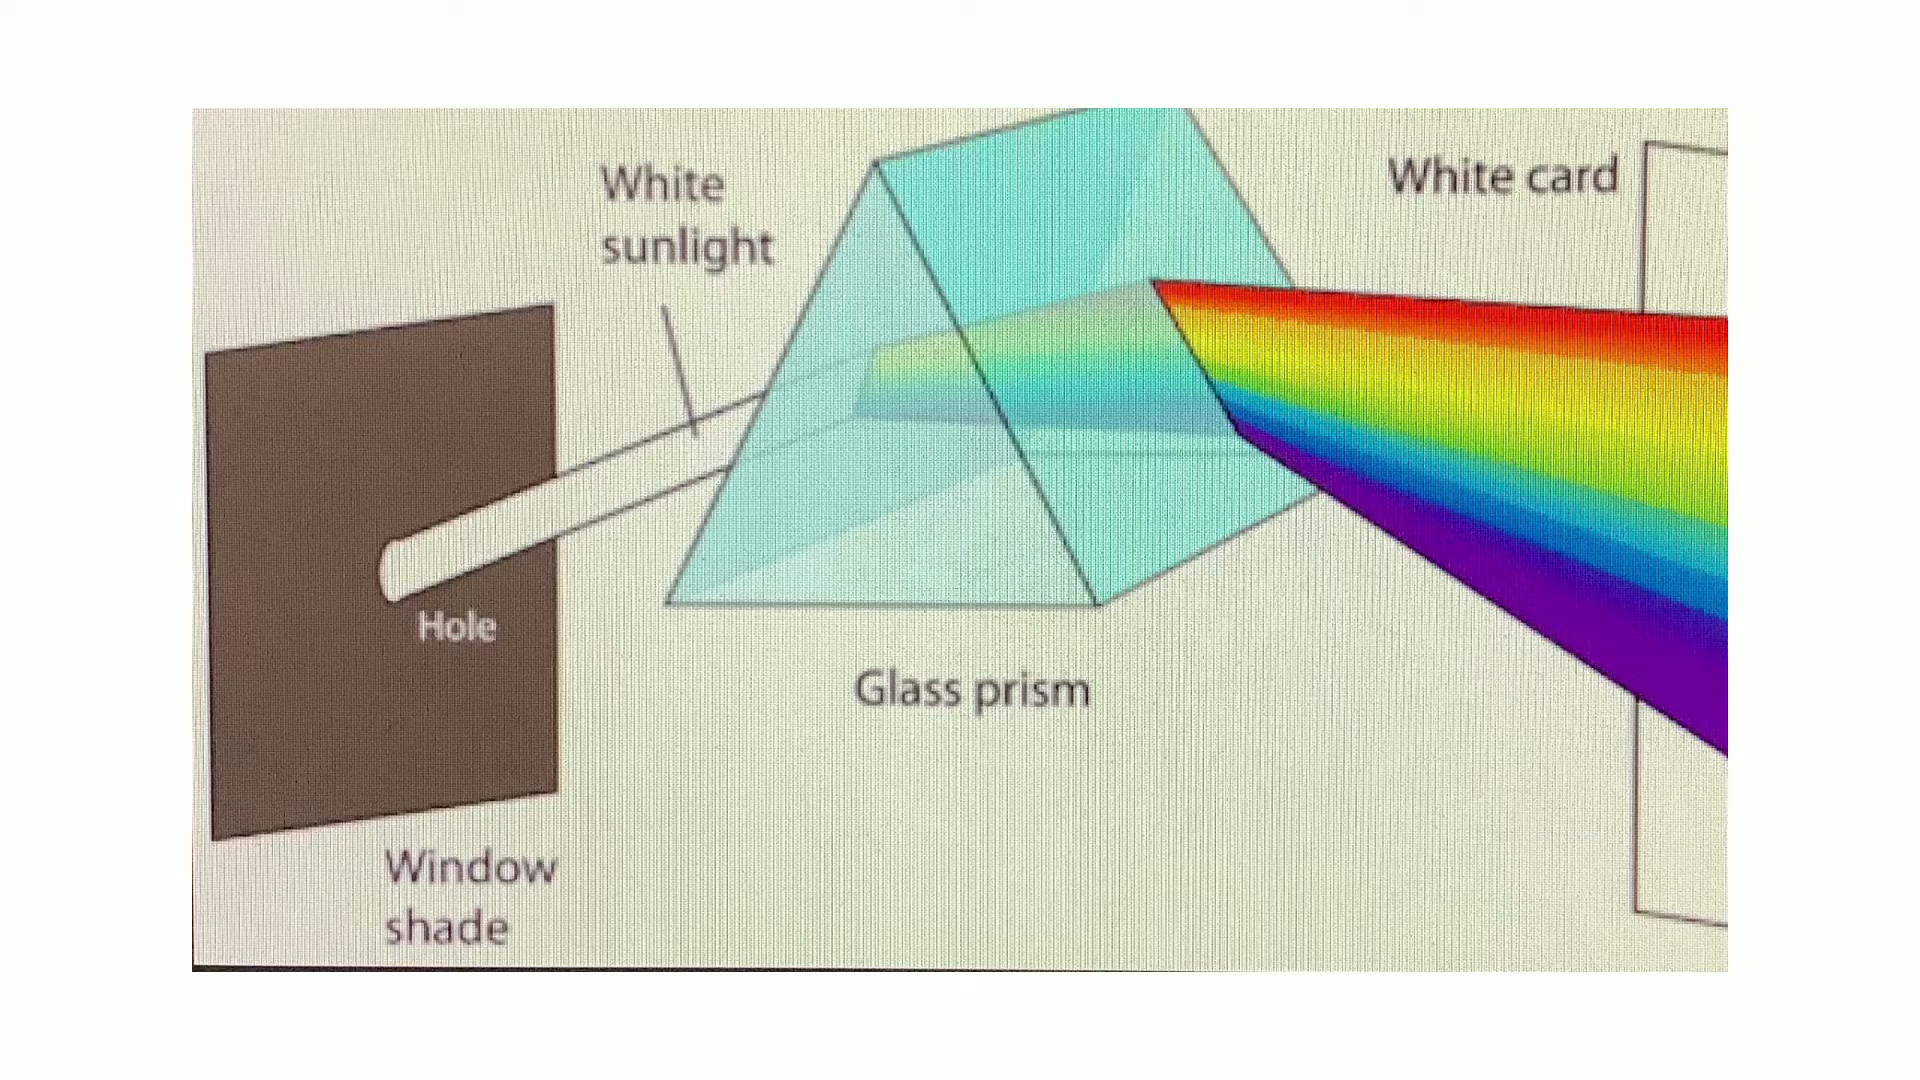 White
sunlight
White card
Hole
Glass prism
Window
shade